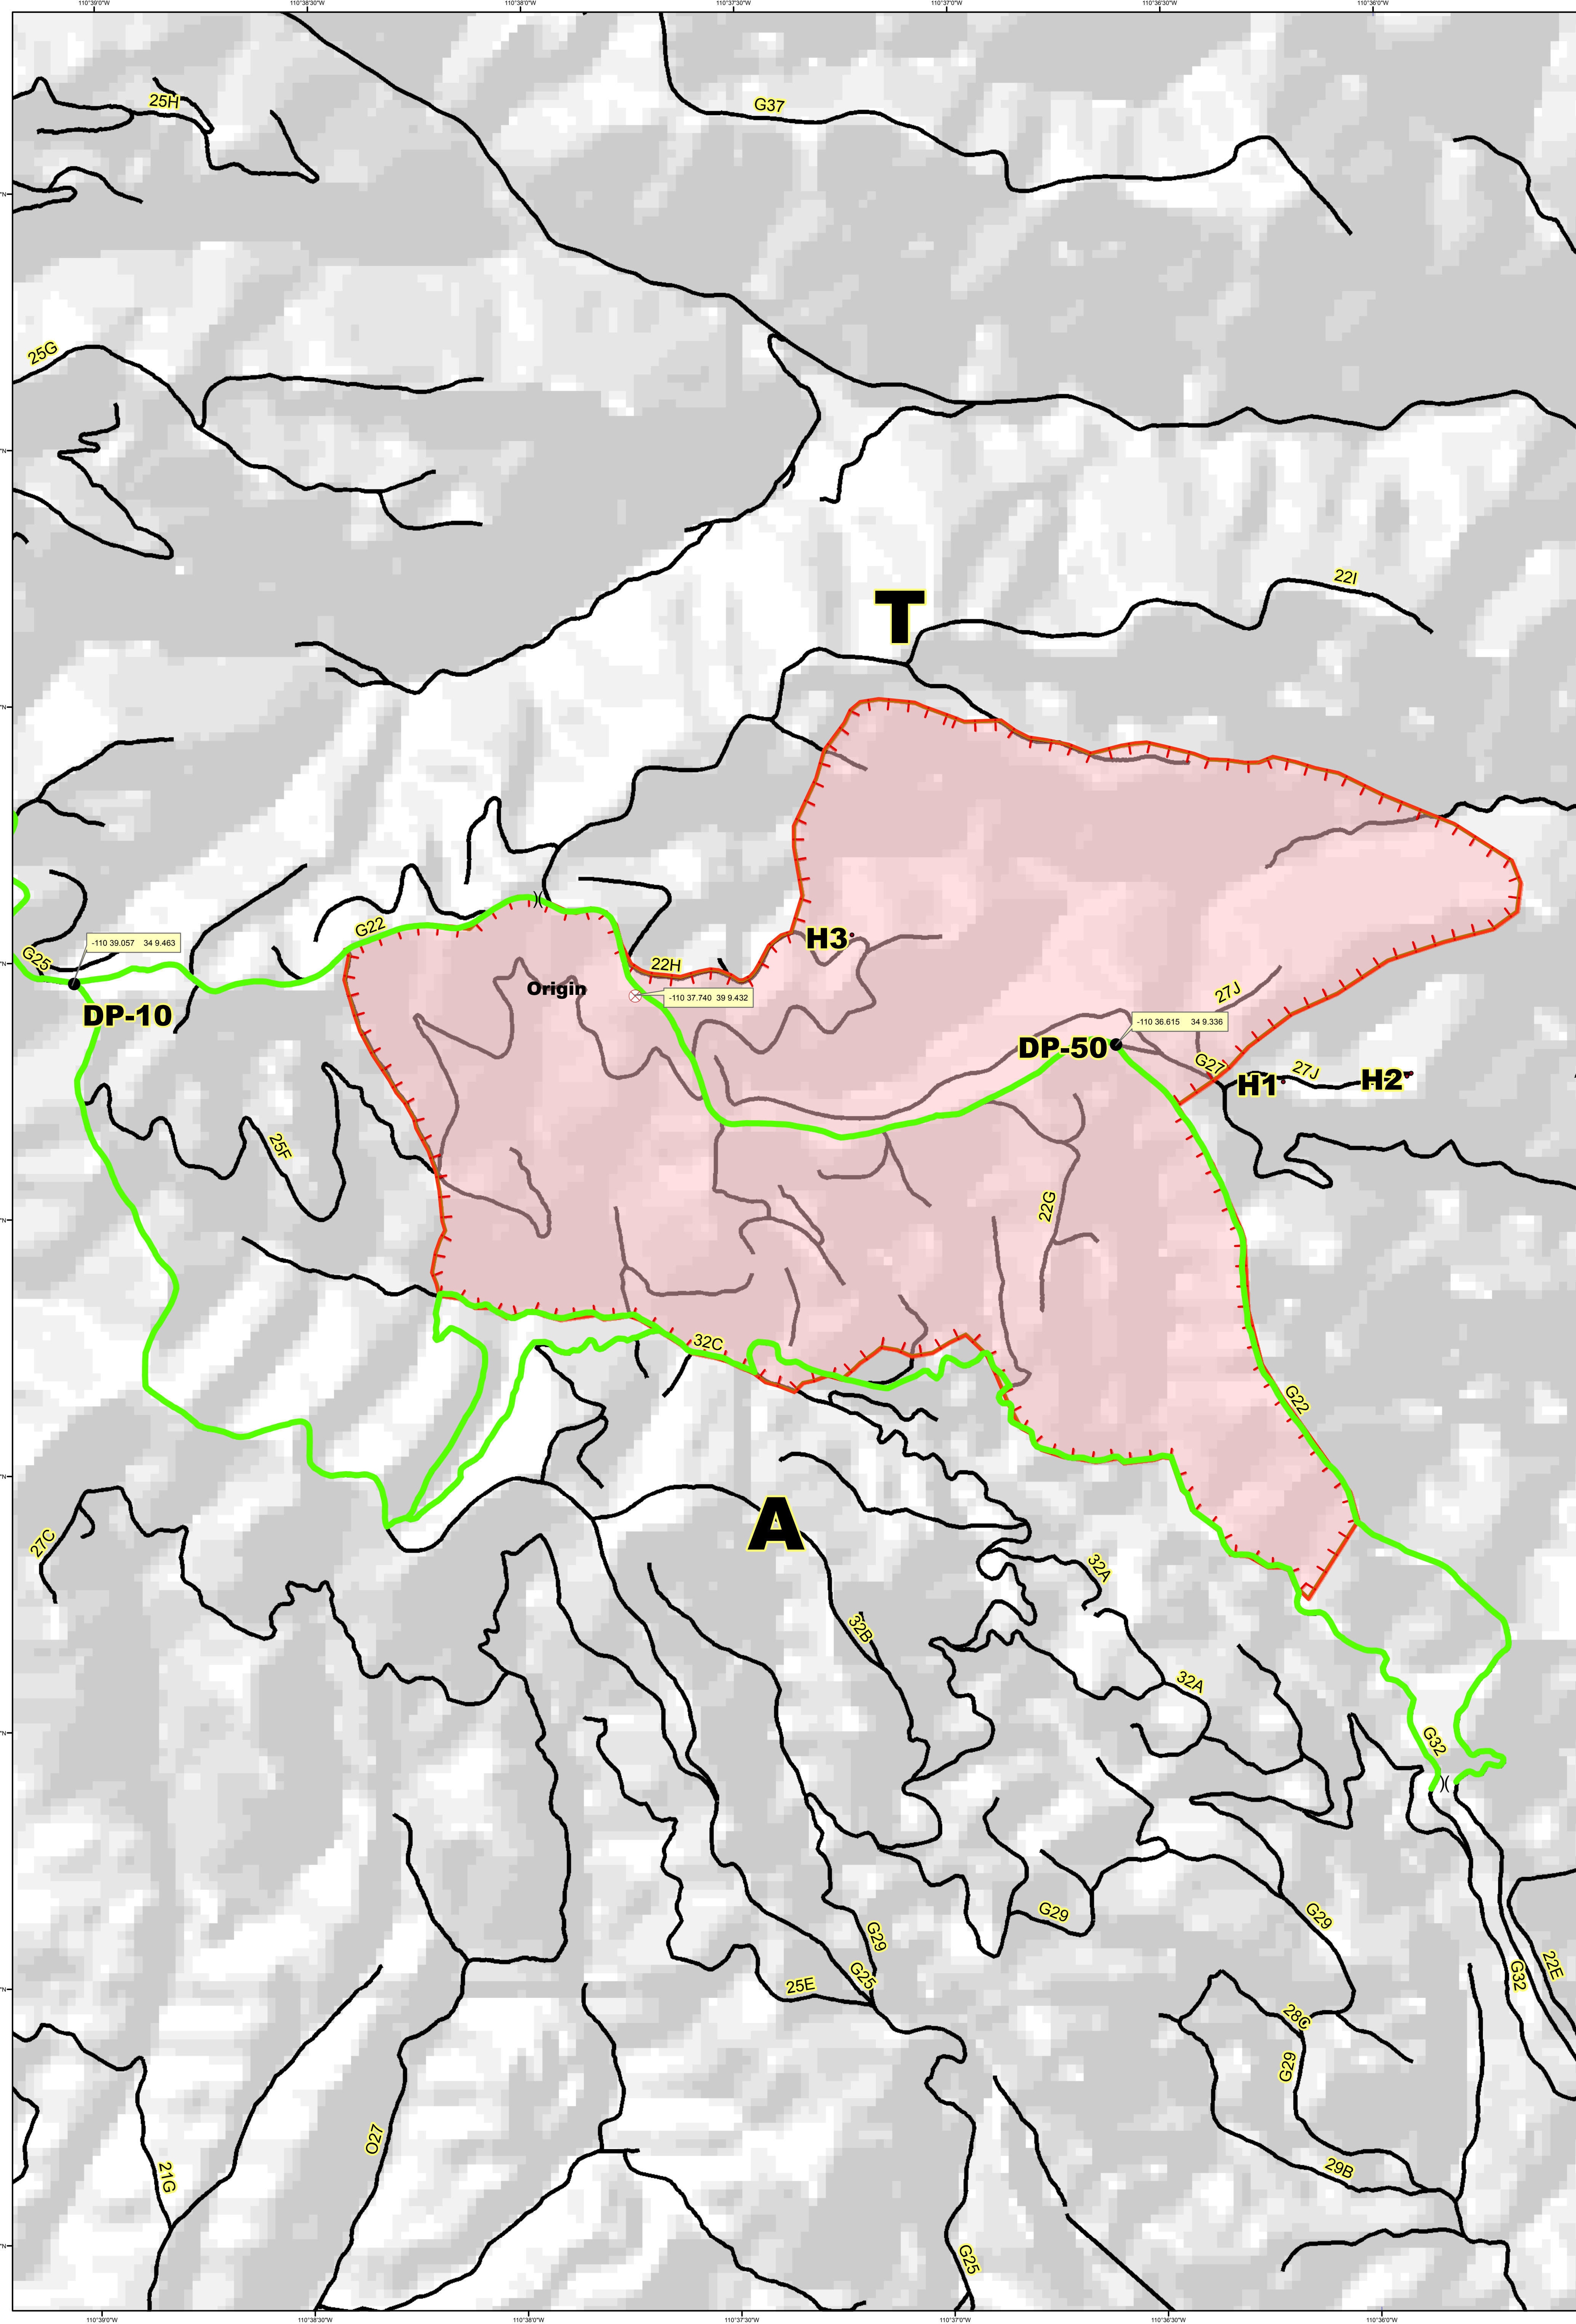 110°39'0"W
110°38'30"W
110°38'0"W
110°37'30"W
110°37'0"W
110°36'30"W
110°36'0"W
25H
G37
25G
22I
T
G22
H3
-110 39.057 34 9.463
G25
22H
Origin
-110 37.740 39 9.432
27J
DP-10
-110 36.615 34 9.336
DP-50
G27
27J
H1
H2
25F
22G
32C
G22
A
27C
32A
32B
32A
G32
G29
G29
G29
G25
25E
22E
G32
28C
G29
O27
29B
21G
G25
110°39'0"W
110°38'30"W
110°38'0"W
110°37'30"W
110°37'0"W
110°36'30"W
110°36'0"W